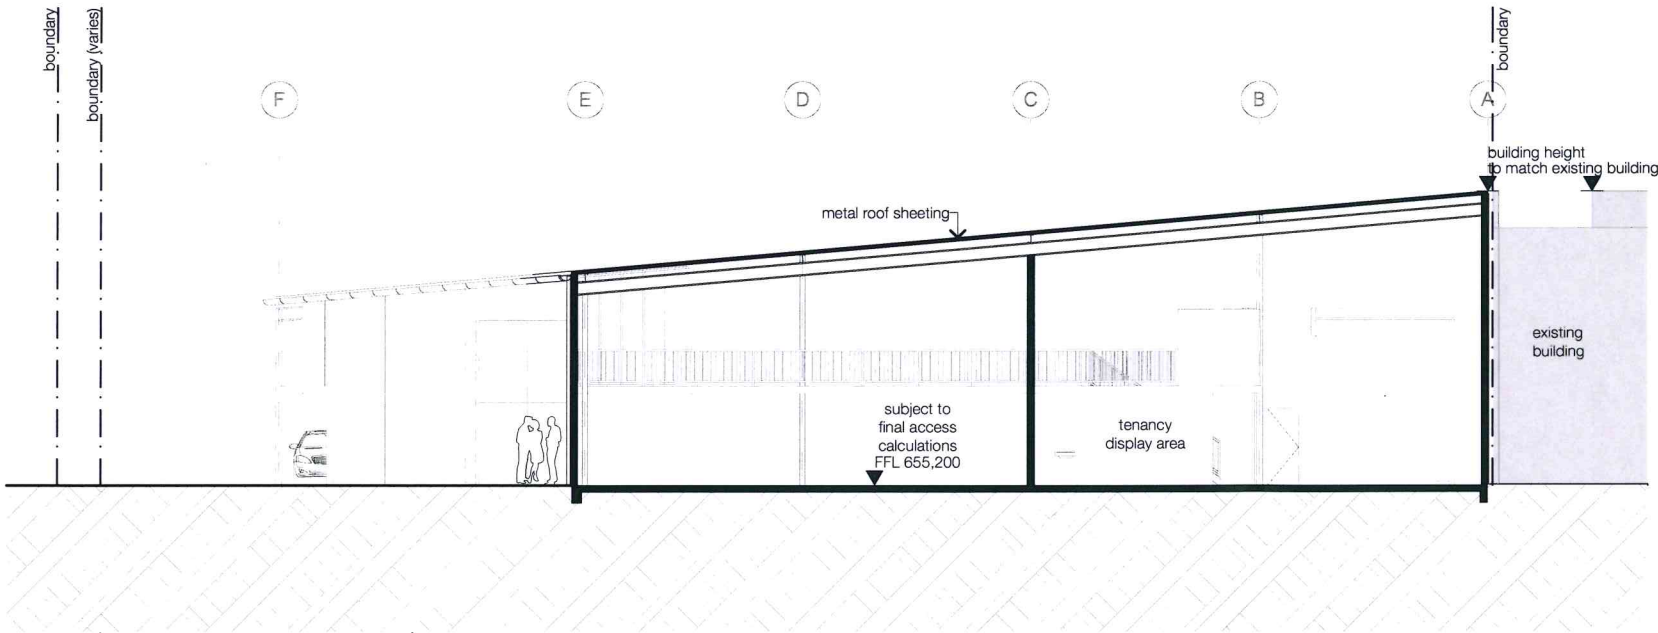 boundary
boundary (varies)
boundary
F
E
D
C
B
A
building height
to match existing building
metal roof sheeting
existing
building
subject to
final access
calculations
FFL 655,200
tenancy
display area